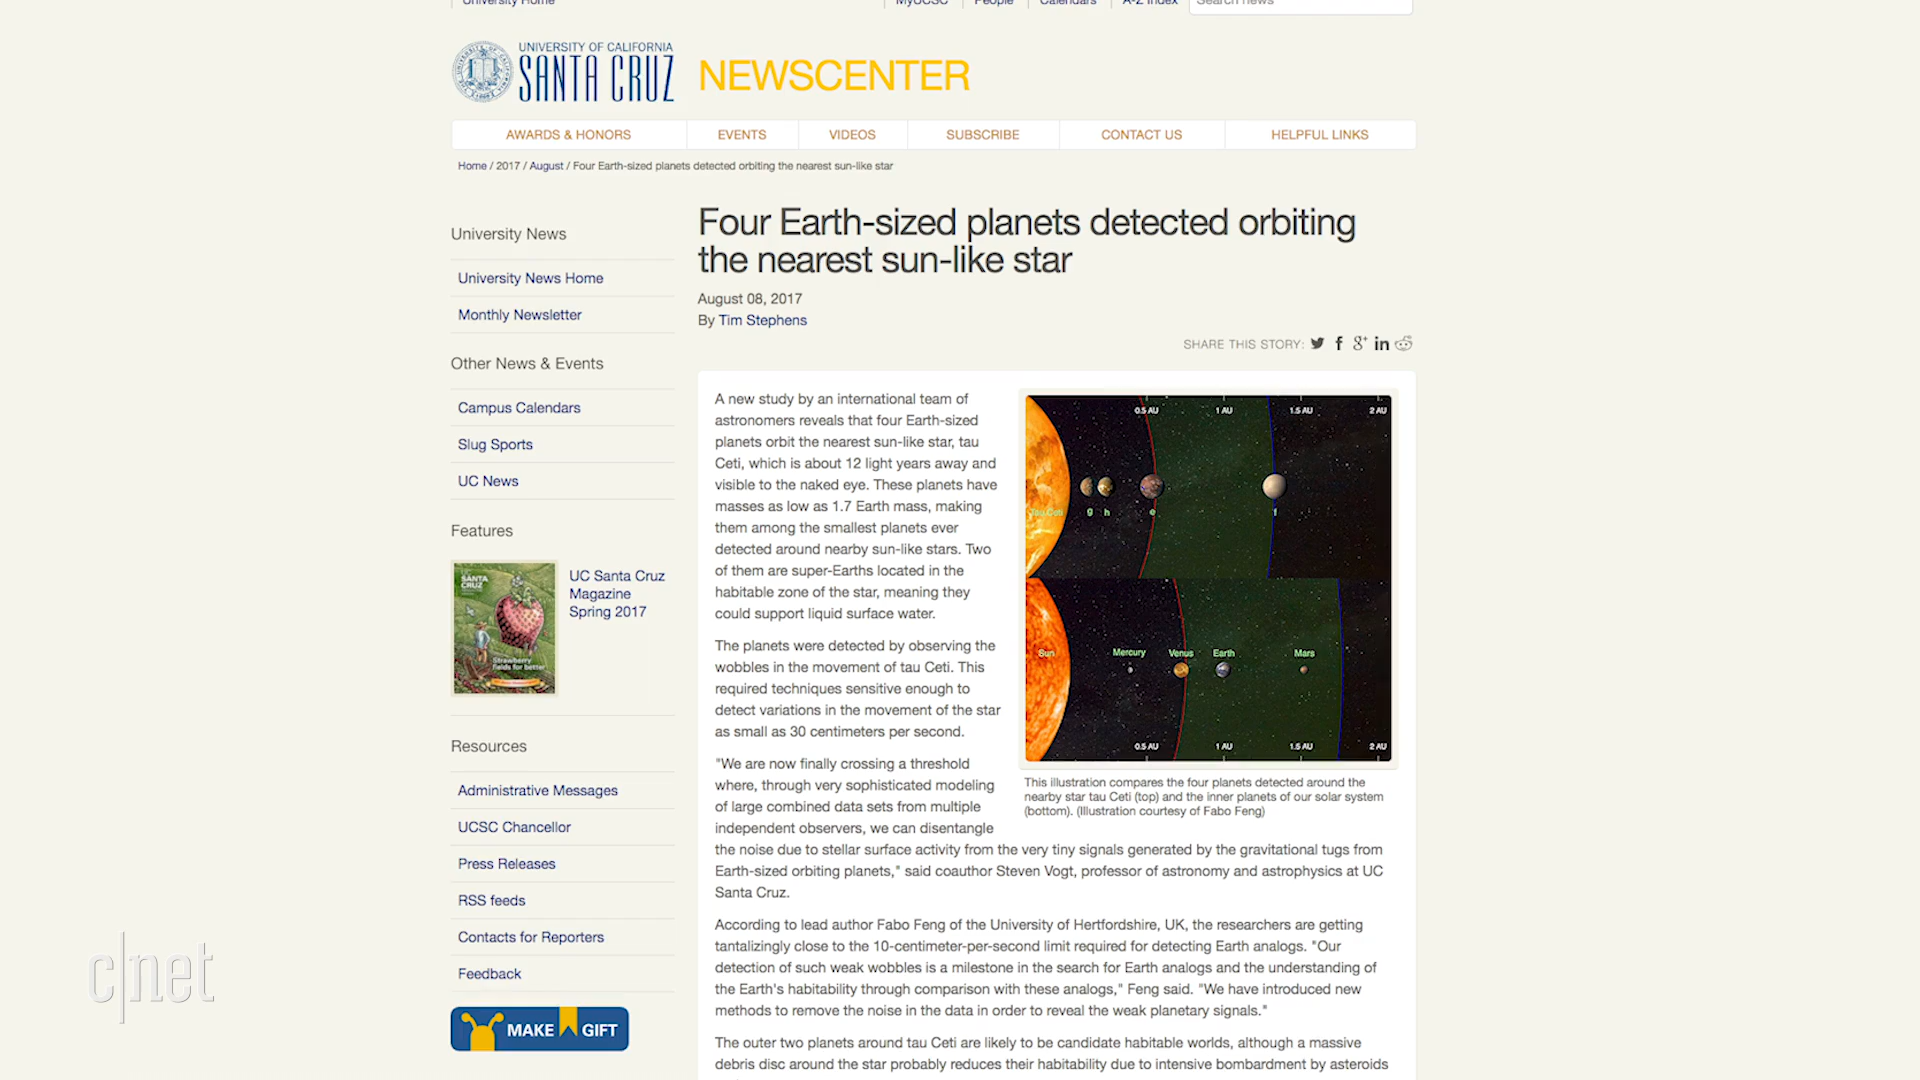 University Home
MyUCSC
People
Calendars
A-Z Index
Search news
UNIVERSITY OF CALIFORNIA
SANTA CRUZ
NEWSCENTER
AWARDS & HONORS
EVENTS
VIDEOS
SUBSCRIBE
CONTACT US
HELPFUL LINKS
Home / 2017 / August / Four Earth-sized planets detected orbiting the nearest sun-like star
University News
University News Home
Monthly Newsletter
Other News & Events
Campus Calendars
Slug Sports
UC News
Features
SANTA
CRUZ
Strawberry
fields for better
UC Santa Cruz
Magazine
Spring 2017
Resources
Administrative Messages
UCSC Chancellor
Press Releases
RSS feeds
Contacts for Reporters
Feedback
MAKE A GIFT
Four Earth-sized planets detected orbiting
the nearest sun-like star
August 08, 2017
By Tim Stephens
SHARE THIS STORY:
A new study by an international team of
astronomers reveals that four Earth-sized
planets orbit the nearest sun-like star, tau
Ceti, which is about 12 light years away and
visible to the naked eye. These planets have
masses as low as 1.7 Earth mass, making
them among the smallest planets ever
detected around nearby sun-like stars. Two
of them are super-Earths located in the
habitable zone of the star, meaning they
could support liquid surface water.
The planets were detected by observing the
wobbles in the movement of tau Ceti. This
required techniques sensitive enough to
detect variations in the movement of the star
as small as 30 centimeters per second.
"We are now finally crossing a threshold
where, through very sophisticated modeling
of large combined data sets from multiple
independent observers, we can disentangle
the noise due to stellar surface activity from the very tiny signals generated by the gravitational tugs from
Earth-sized orbiting planets," said coauthor Steven Vogt, professor of astronomy and astrophysics at UC
Santa Cruz.
According to lead author Fabo Feng of the University of Hertfordshire, UK, the researchers are getting
tantalizingly close to the 10-centimeter-per-second limit required for detecting Earth analogs. "Our
detection of such weak wobbles is a milestone in the search for Earth analogs and the understanding of
the Earth's habitability through comparison with these analogs," Feng said. "We have introduced new
methods to remove the noise in the data in order to reveal the weak planetary signals."
The outer two planets around tau Ceti are likely to be candidate habitable worlds, although a massive
debris disc around the star probably reduces their habitability due to intensive bombardment by asteroids
0.5 AU 1 AU 1.5 AU 2 AU
Tau Ceti g h e f
Sun Mercury Venus Earth Mars
0.5 AU 1 AU 1.5 AU 2 AU
This illustration compares the four planets detected around the
nearby star tau Ceti (top) and the inner planets of our solar system
(bottom). (Illustration courtesy of Fabo Feng)
c|net